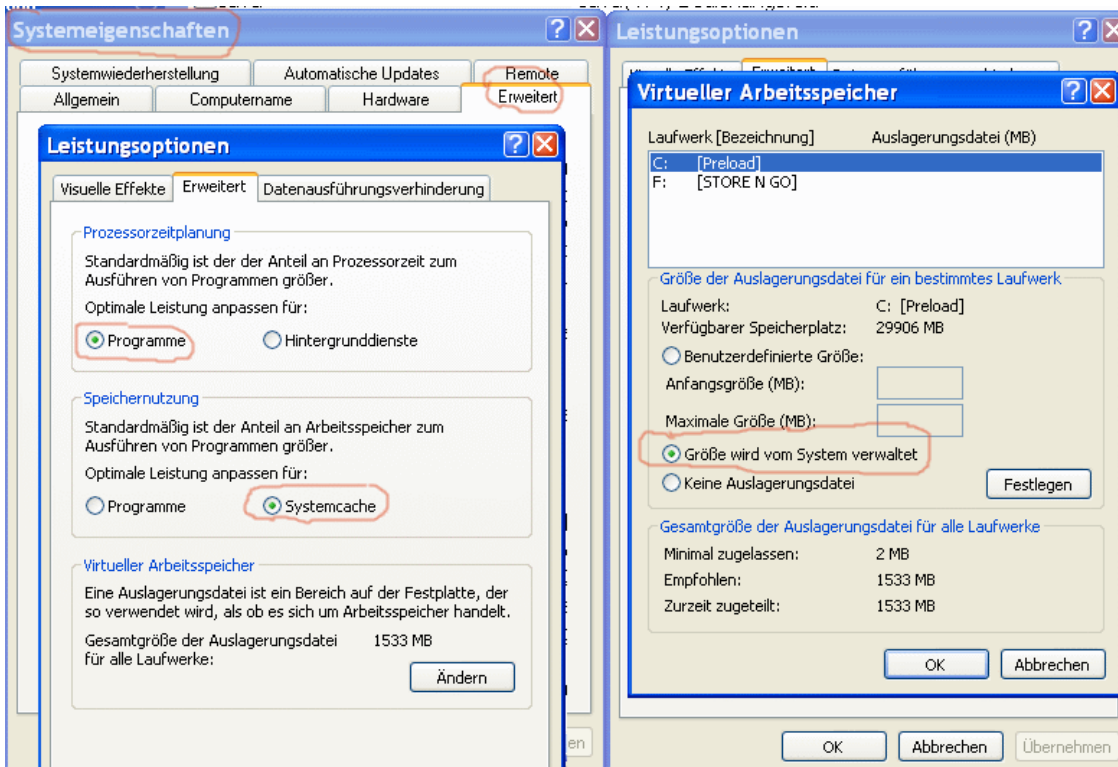 Systemeigenschaften
Systemwiederherstellung
Automatische Updates
Remote
Allgemein
Computername
Hardware
Erweitert
Leistungsoptionen
Visuelle Effekte
Erweitert
Datenausführungsverhinderung
Prozessorzeitplanung
Standardmäßig ist der der Anteil an Prozessorzeit zum
Ausführen von Programmen größer.
Optimale Leistung anpassen für:
Programme
Hintergrunddienste
Speichernutzung
Standardmäßig ist der Anteil an Arbeitsspeicher zum
Ausführen von Programmen größer.
Optimale Leistung anpassen für:
Programme
Systemcache
Virtueller Arbeitsspeicher
Eine Auslagerungsdatei ist ein Bereich auf der Festplatte, der
so verwendet wird, als ob es sich um Arbeitsspeicher handelt.
Gesamtgröße der Auslagerungsdatei 1533 MB
für alle Laufwerke:
Ändern
en
Leistungsoptionen
Erweitert
Virtueller Arbeitsspeicher
Laufwerk [Bezeichnung] Auslagerungsdatei (MB)
C: [Preload]
F: [STORE N GO]
Größe der Auslagerungsdatei für ein bestimmtes Laufwerk
Laufwerk: C: [Preload]
Verfügbarer Speicherplatz: 29906 MB
Benutzerdefinierte Größe:
Anfangsgröße (MB):
Maximale Größe (MB):
Größe wird vom System verwaltet
Keine Auslagerungsdatei
Festlegen
Gesamtgröße der Auslagerungsdatei für alle Laufwerke
Minimal zugelassen: 2 MB
Empfohlen: 1533 MB
Zurzeit zugeteilt: 1533 MB
OK
Abbrechen
OK
Abbrechen
Übernehmen